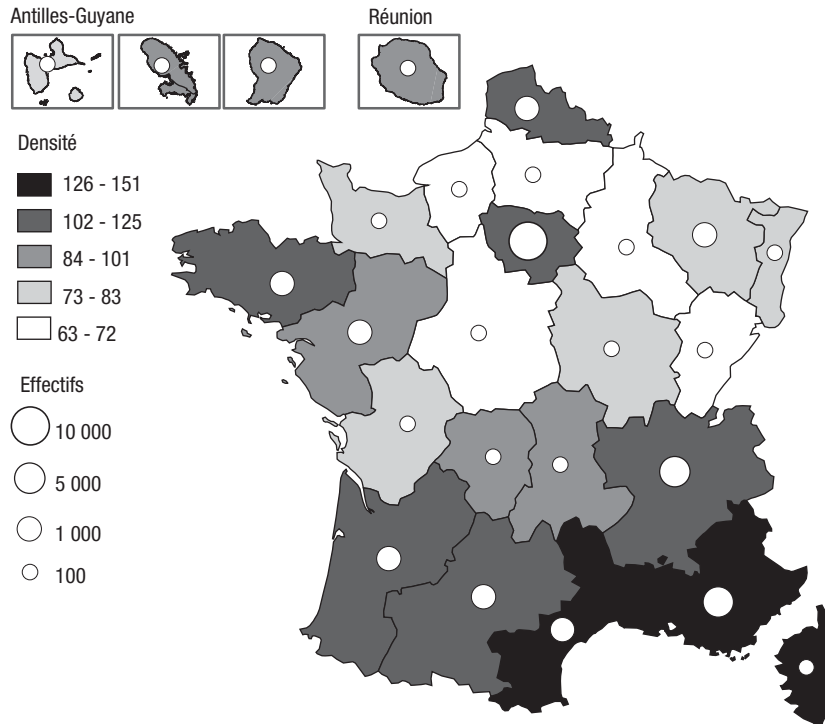 Antilles-Guyane
Réunion
Densité
126 - 151
102 - 125
84 - 101
73 - 83
63 - 72
Effectifs
10 000
5 000
1 000
100